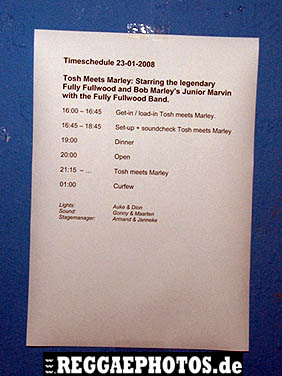 Timeschedule 23-01-2008
Tosh Meets Marley: Starring the legendary
Fully Fullwood and Bob Marley's Junior Marvin
with the Fully Fullwood Band.
16:00 – 16:45 Get-in / load-in Tosh meets Marley.
16:45 – 18:45 Set-up + soundcheck Tosh meets Marley
19:00 Dinner
20:00 Open
21:15 – ... Tosh meets Marley
01:00 Curfew
Lights: Auke & Dion
Sound: Gonny & Maarten
Stagemanager: Armand & Janneke
REGGAEPHOTOS.de